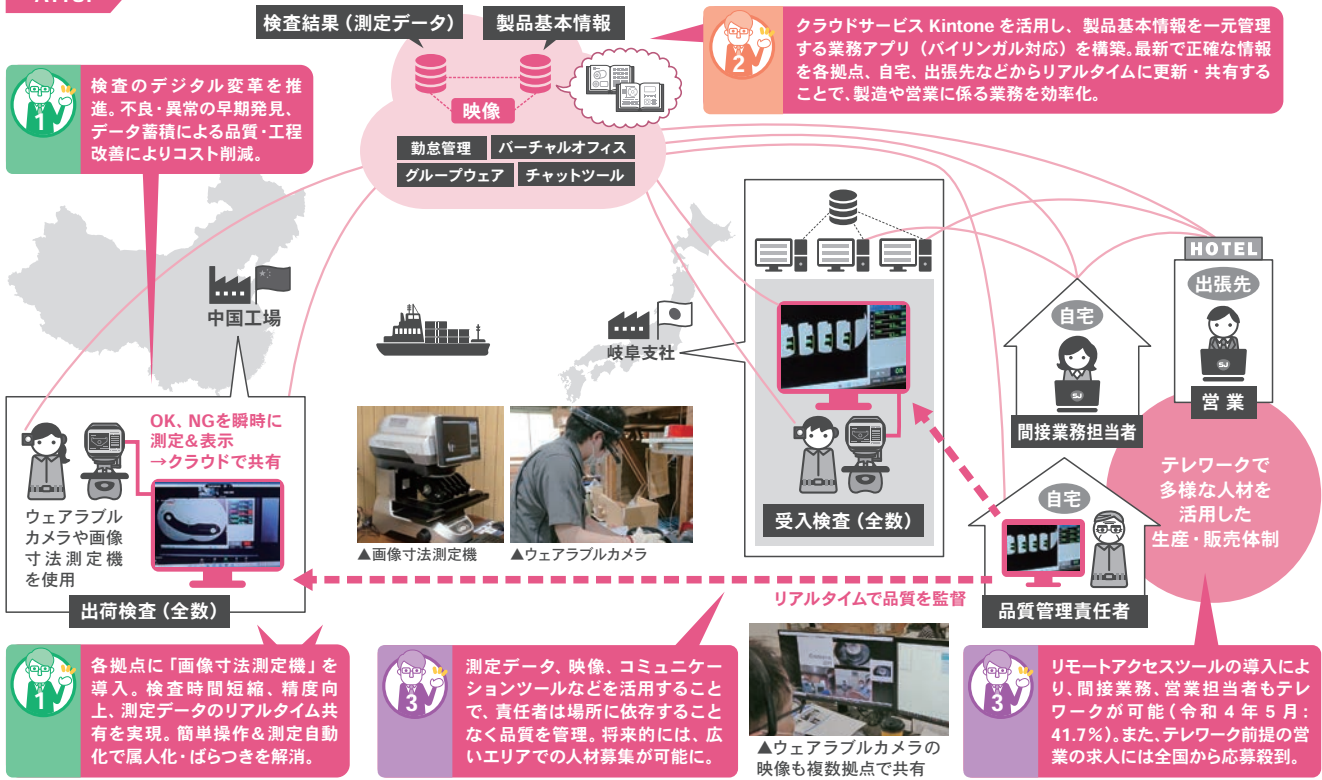 After
検査結果（測定データ）
製品基本情報
映像
勤怠管理
バーチャルオフィス
グループウェア
チャットツール
1
検査のデジタル変革を推
進。不良・異常の早期発見、
データ蓄積による品質・工程
改善によりコスト削減。
2
クラウドサービス Kintone を活用し、製品基本情報を一元管理
する業務アプリ（バイリンガル対応）を構築。最新で正確な情報
を各拠点、自宅、出張先などからリアルタイムに更新・共有する
ことで、製造や営業に係る業務を効率化。
中国工場
岐阜支社
HOTEL
出張先
SJ
営業
自宅
SJ
間接業務担当者
OK、NGを瞬時に
測定&表示
→クラウドで共有
ウェアラブル
カメラや画像
寸法測定機
を使用
出荷検査（全数）
▲画像寸法測定機
▲ウェアラブルカメラ
OK
受入検査（全数）
テレワークで
多様な人材を
活用した
生産・販売体制
自宅
品質管理責任者
リアルタイムで品質を監督
1
各拠点に「画像寸法測定機」を
導入。検査時間短縮、精度向
上、測定データのリアルタイム共
有を実現。簡単操作&測定自動
化で属人化・ばらつきを解消。
3
測定データ、映像、コミュニケー
ションツールなどを活用すること
で、責任者は場所に依存すること
なく品質を管理。将来的には、広
いエリアでの人材募集が可能に。
▲ウェアラブルカメラの
映像も複数拠点で共有
3
リモートアクセスツールの導入によ
り、間接業務、営業担当者もテレ
ワークが可能（令和4年5月：
41.7%）。また、テレワーク前提の営
業の求人には全国から応募殺到。